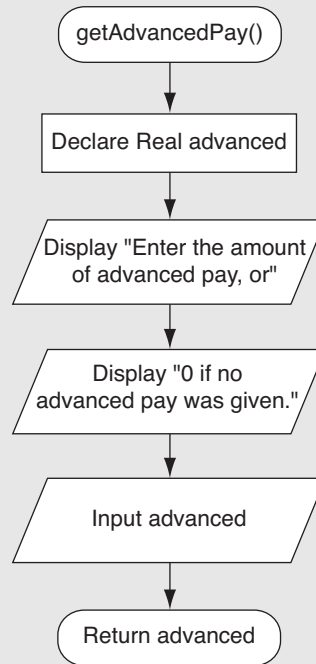 getAdvancedPay()
Declare Real advanced
Display "Enter the amount
of advanced pay, or"
Display "0 if no
advanced pay was given."
Input advanced
Return advanced